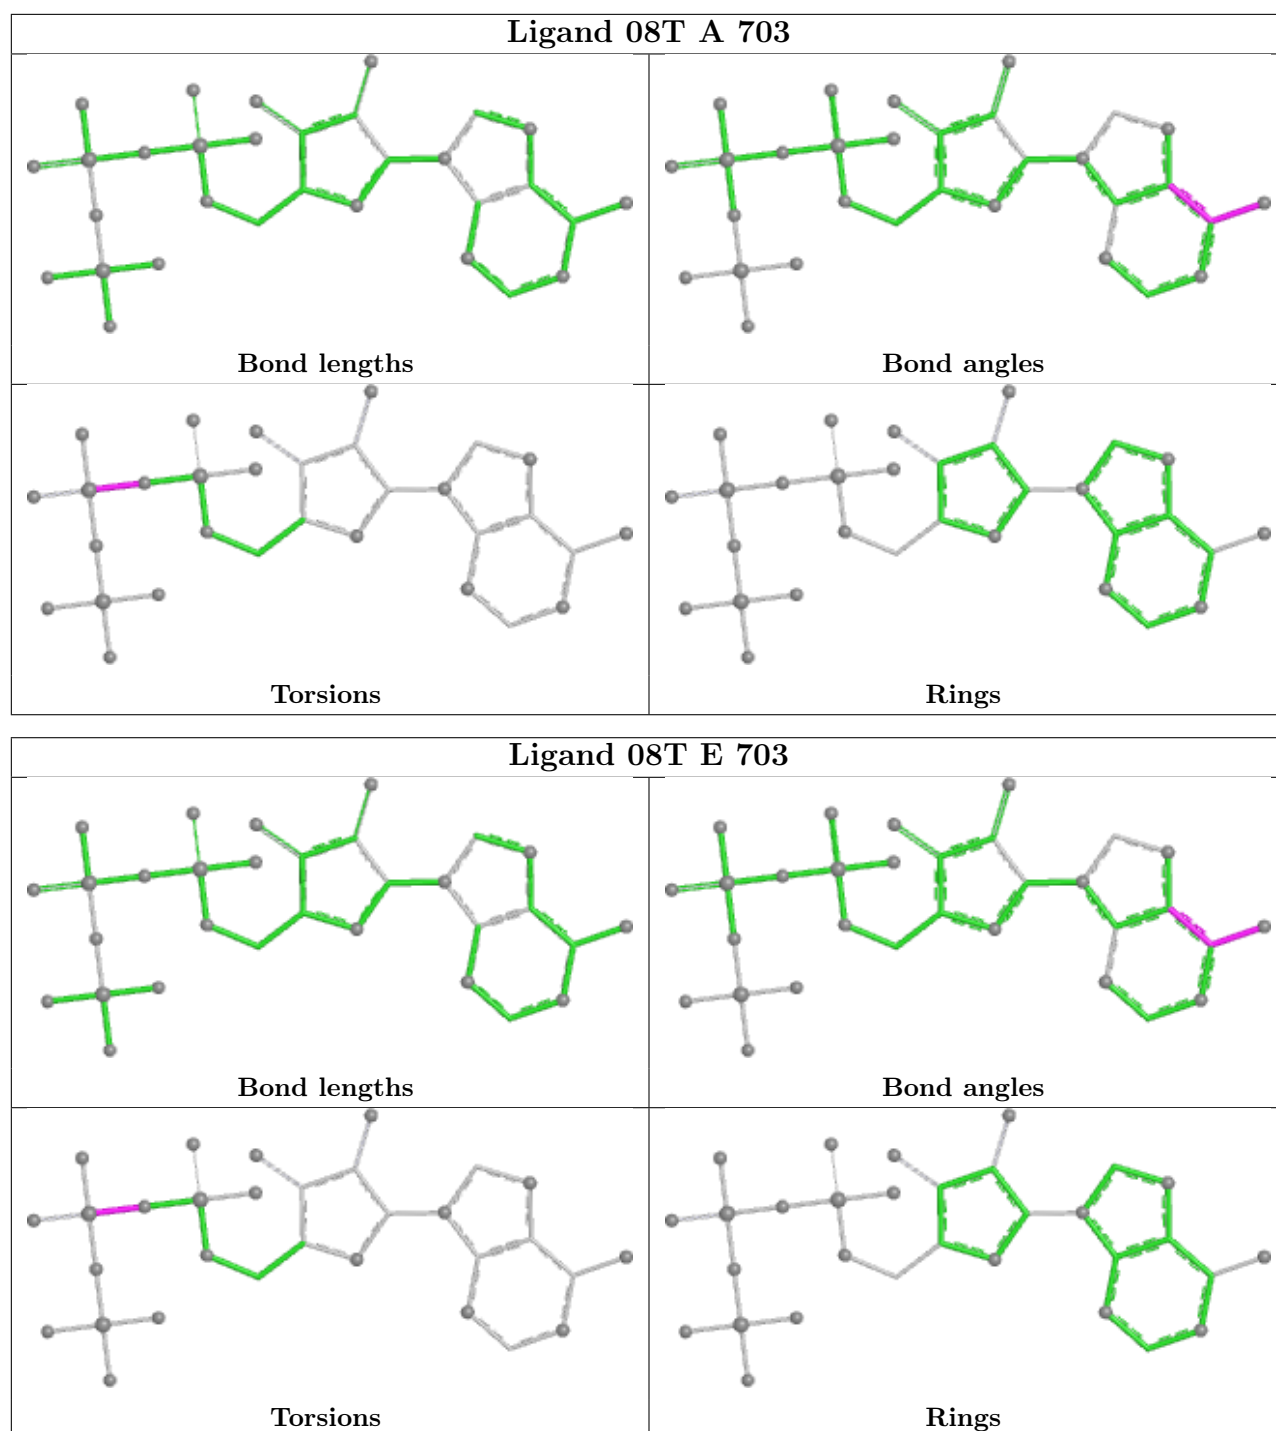 Ligand 08T A 703
Bond lengths
Bond angles
Torsions
Rings
Ligand 08T E 703
Bond lengths
Bond angles
Torsions
Rings